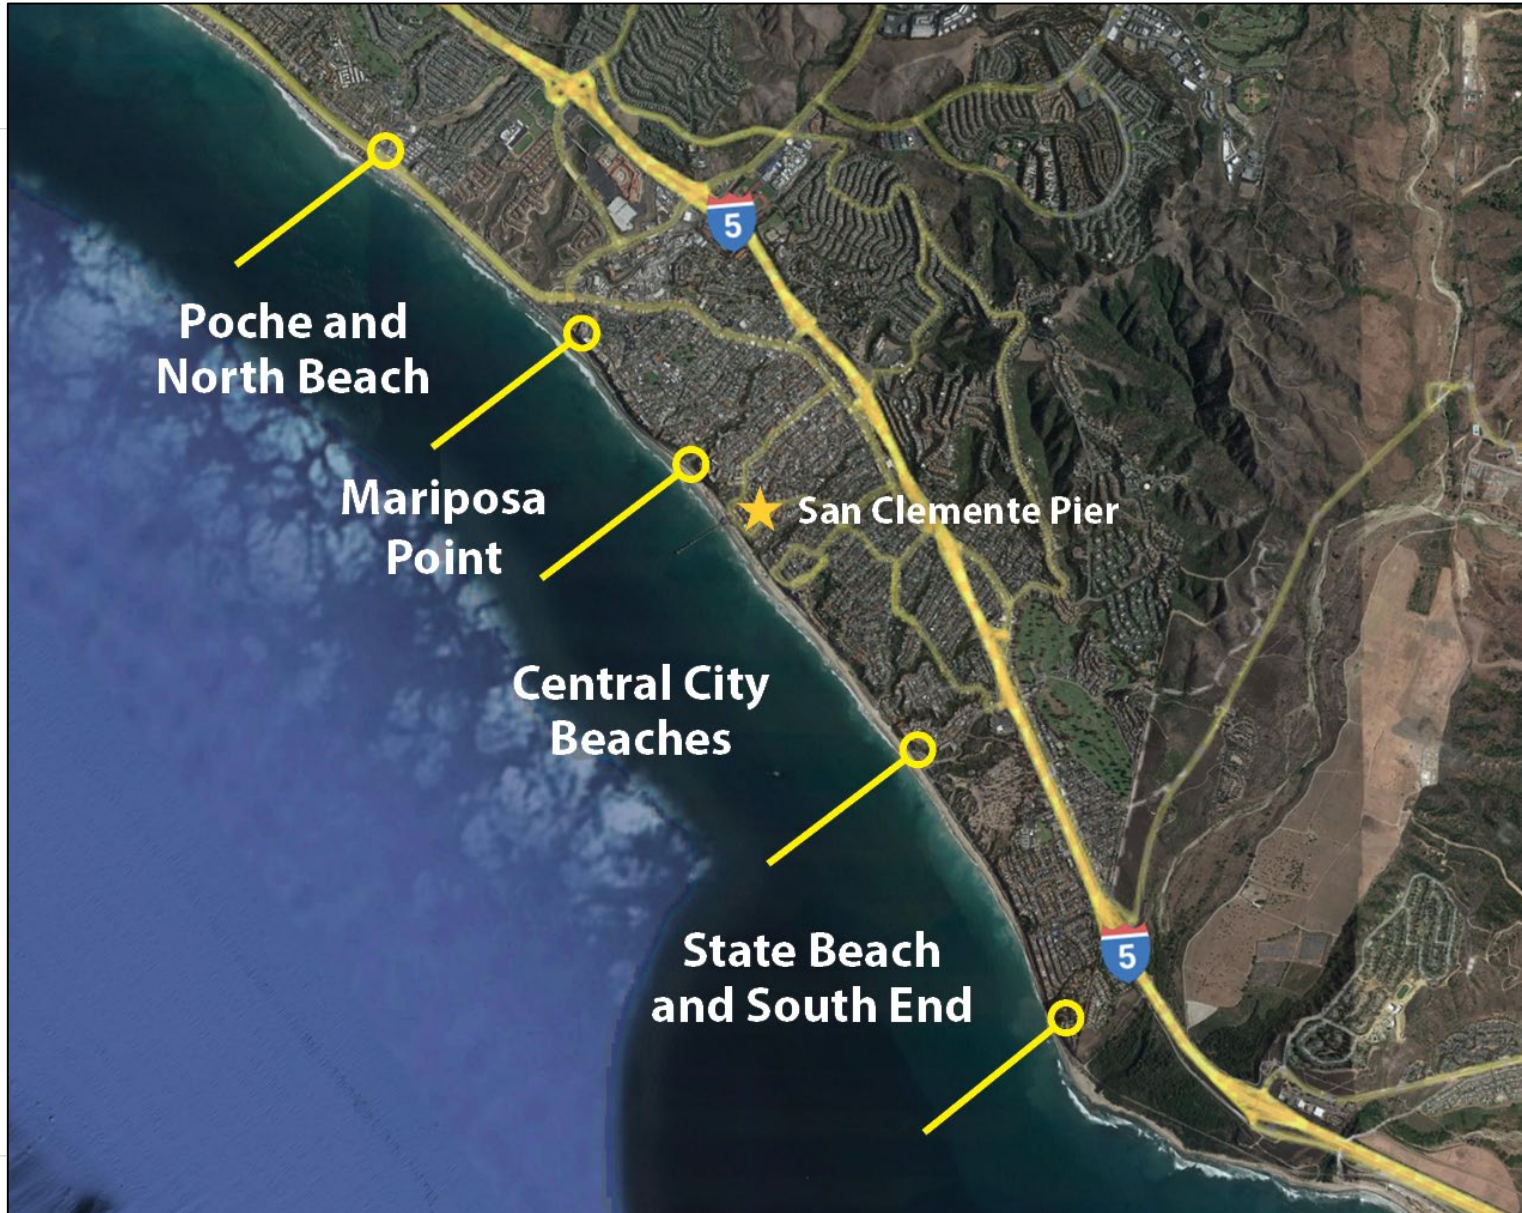 5
Poche and
North Beach
Mariposa
Point
San Clemente Pier
Central City
Beaches
State Beach
and South End
5